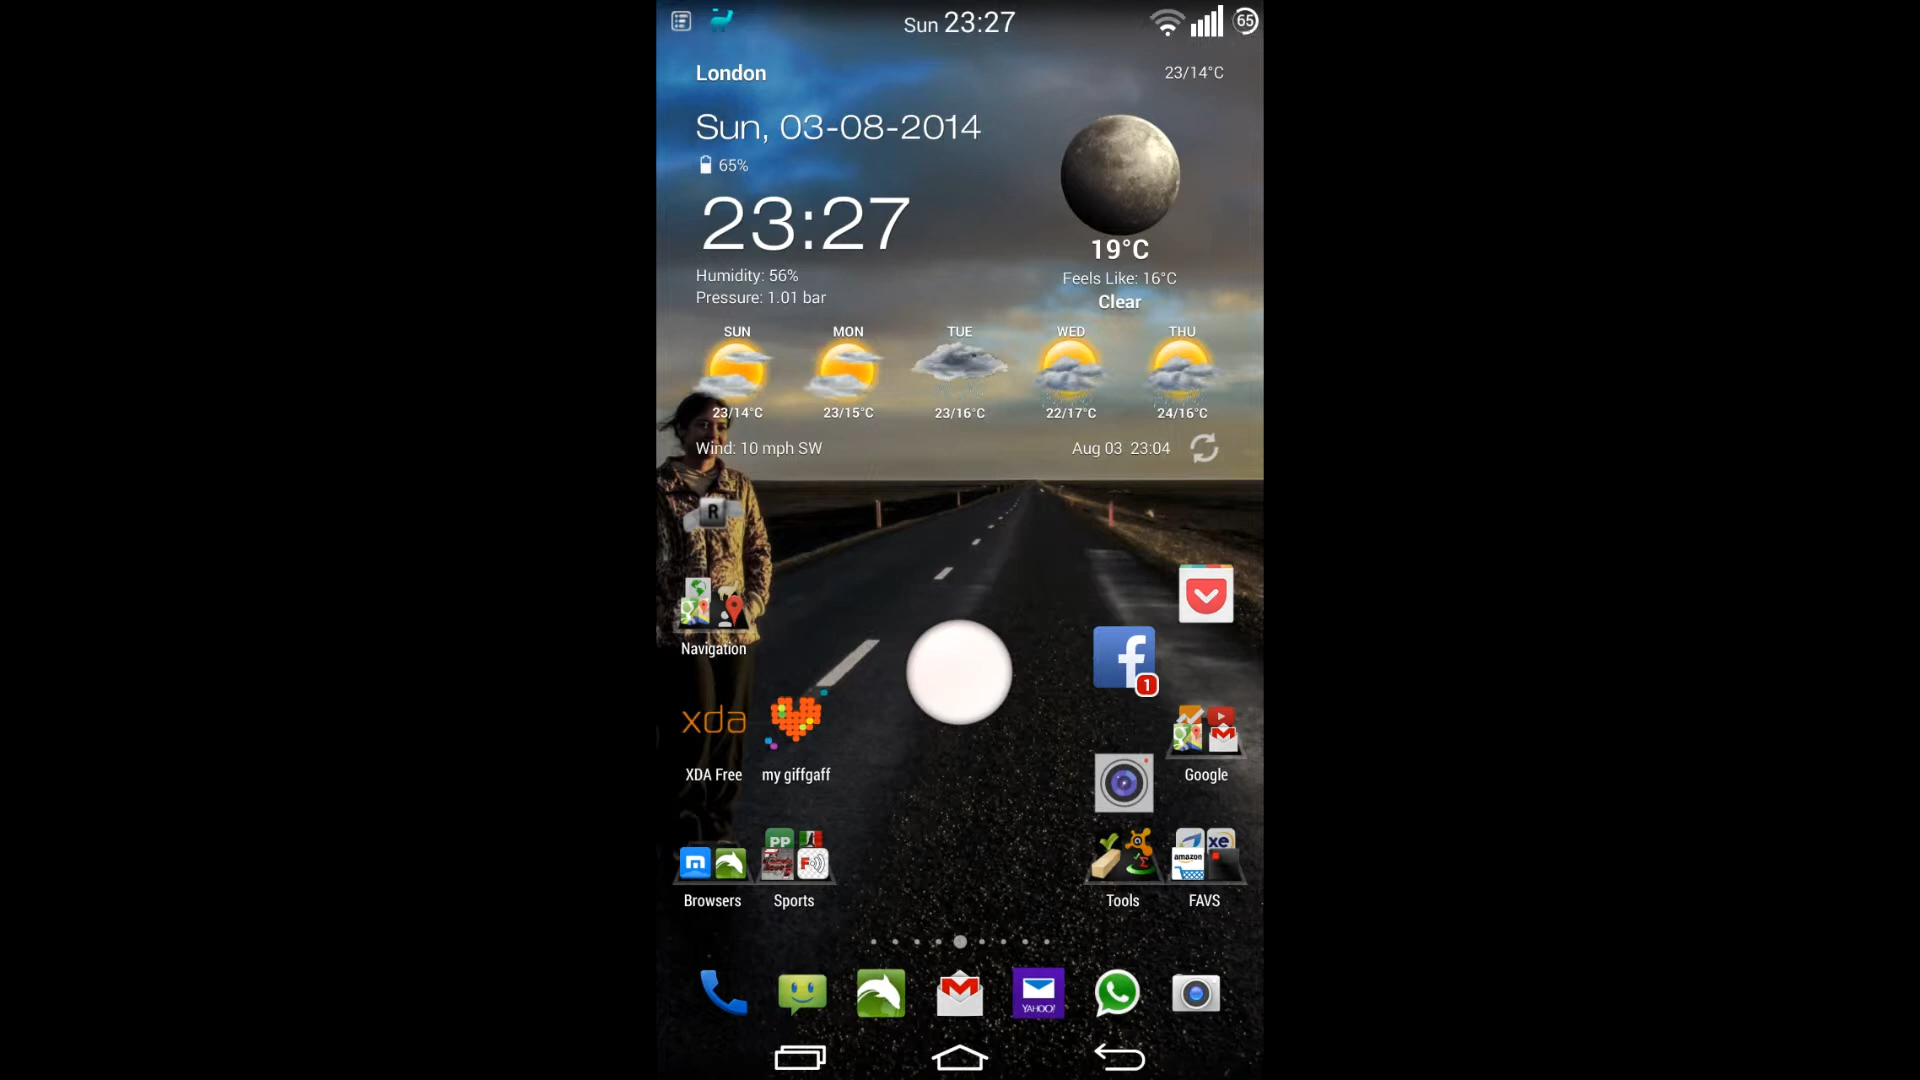 Sun 23:27
65
London
23/14°C
Sun, 03-08-2014
65%
23:27
19°C
Humidity: 56%
Feels Like: 16°C
Pressure: 1.01 bar
Clear
SUN MON TUE WED THU
23/14°C 23/15°C 23/16°C 22/17°C 24/16°C
Wind: 10 mph SW
Aug 03 23:04
R
Navigation
f
1
xda
XDA Free
my giffgaff
Google
PP
xe
amazon
Browsers
Sports
Tools
FAVS
YAHOO!